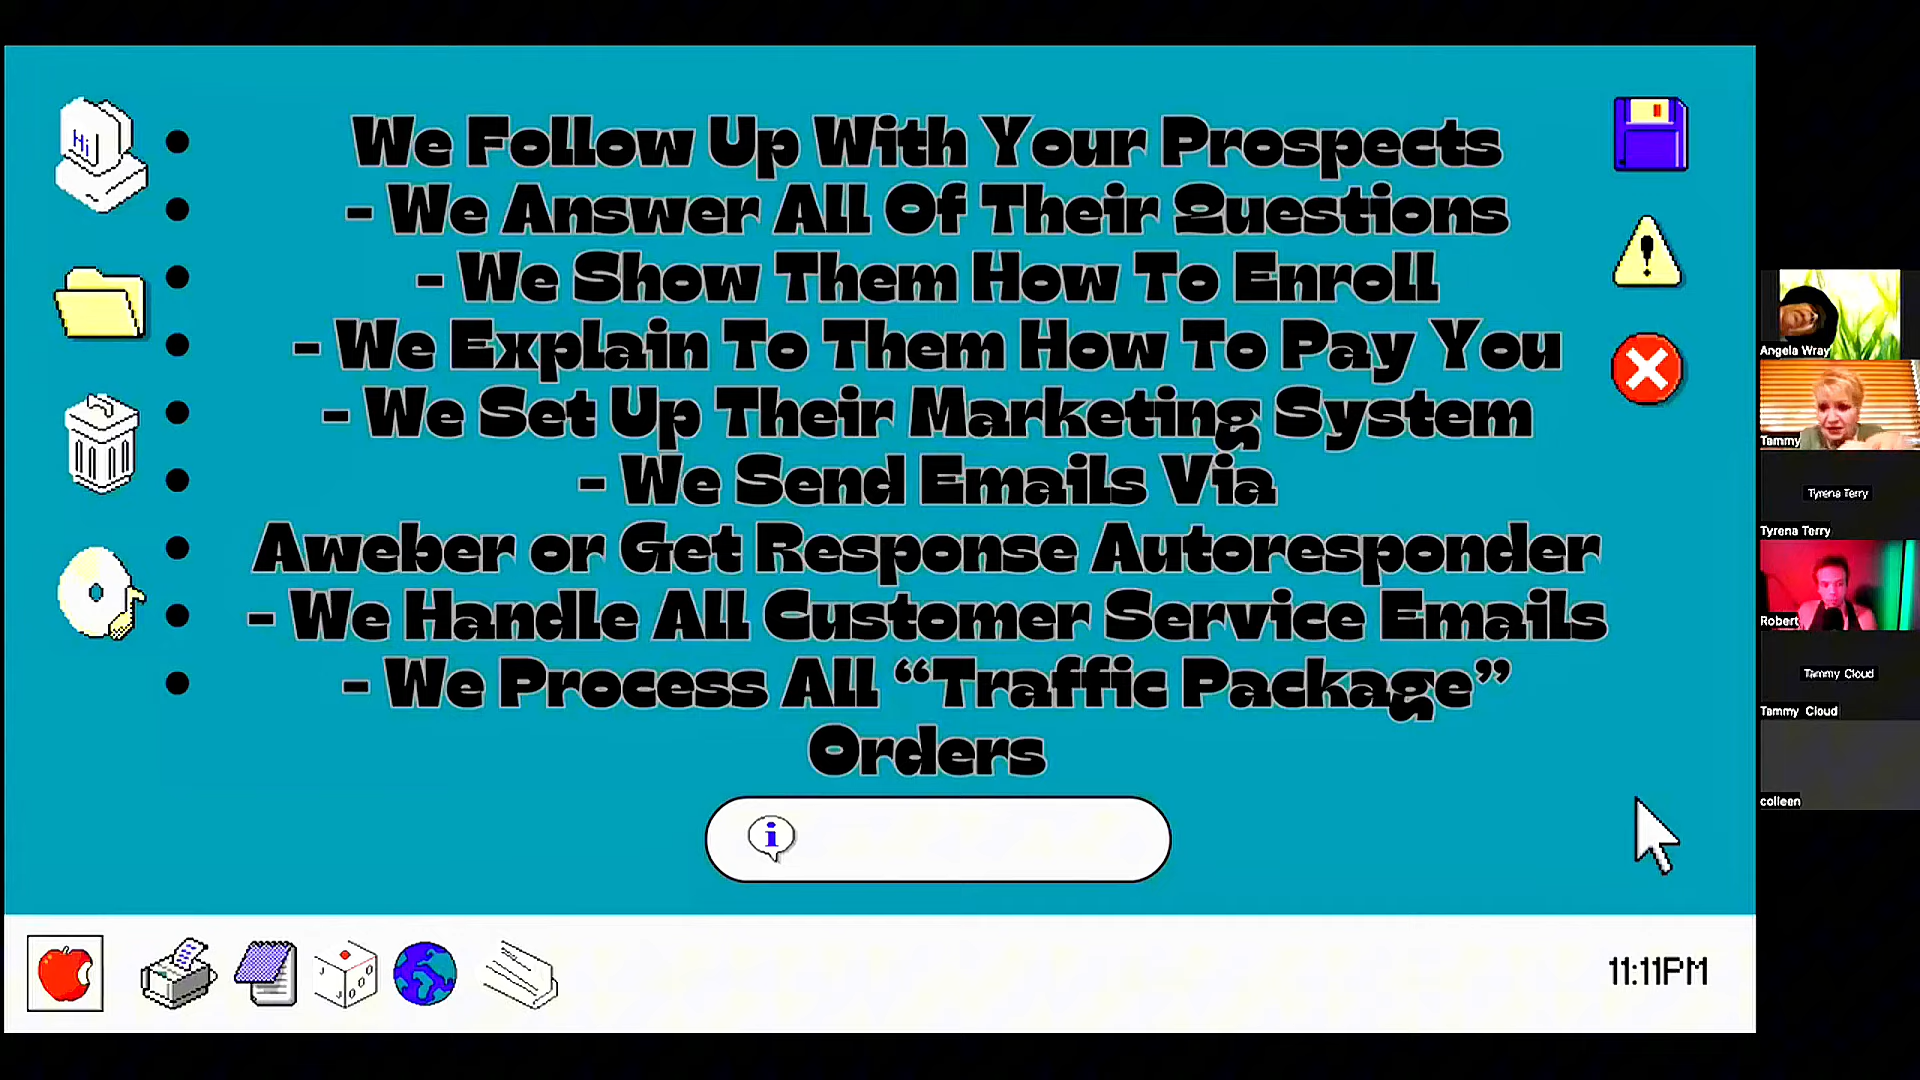 Hi
We Follow Up With Your Prospects
- We Answer All Of Their Questions
- We Show Them How To Enroll
- We Explain To Them How To Pay You
- We Set Up Their Marketing System
- We Send Emails Via
Aweber or Get Response Autoresponder
- We Handle All Customer Service Emails
- We Process All “Traffic Package”
Orders
i
11:11PM
Angela Wray
Tammy
Tyrena Terry
Tyrena Terry
Robert
Tammy Cloud
Tammy Cloud
colleen